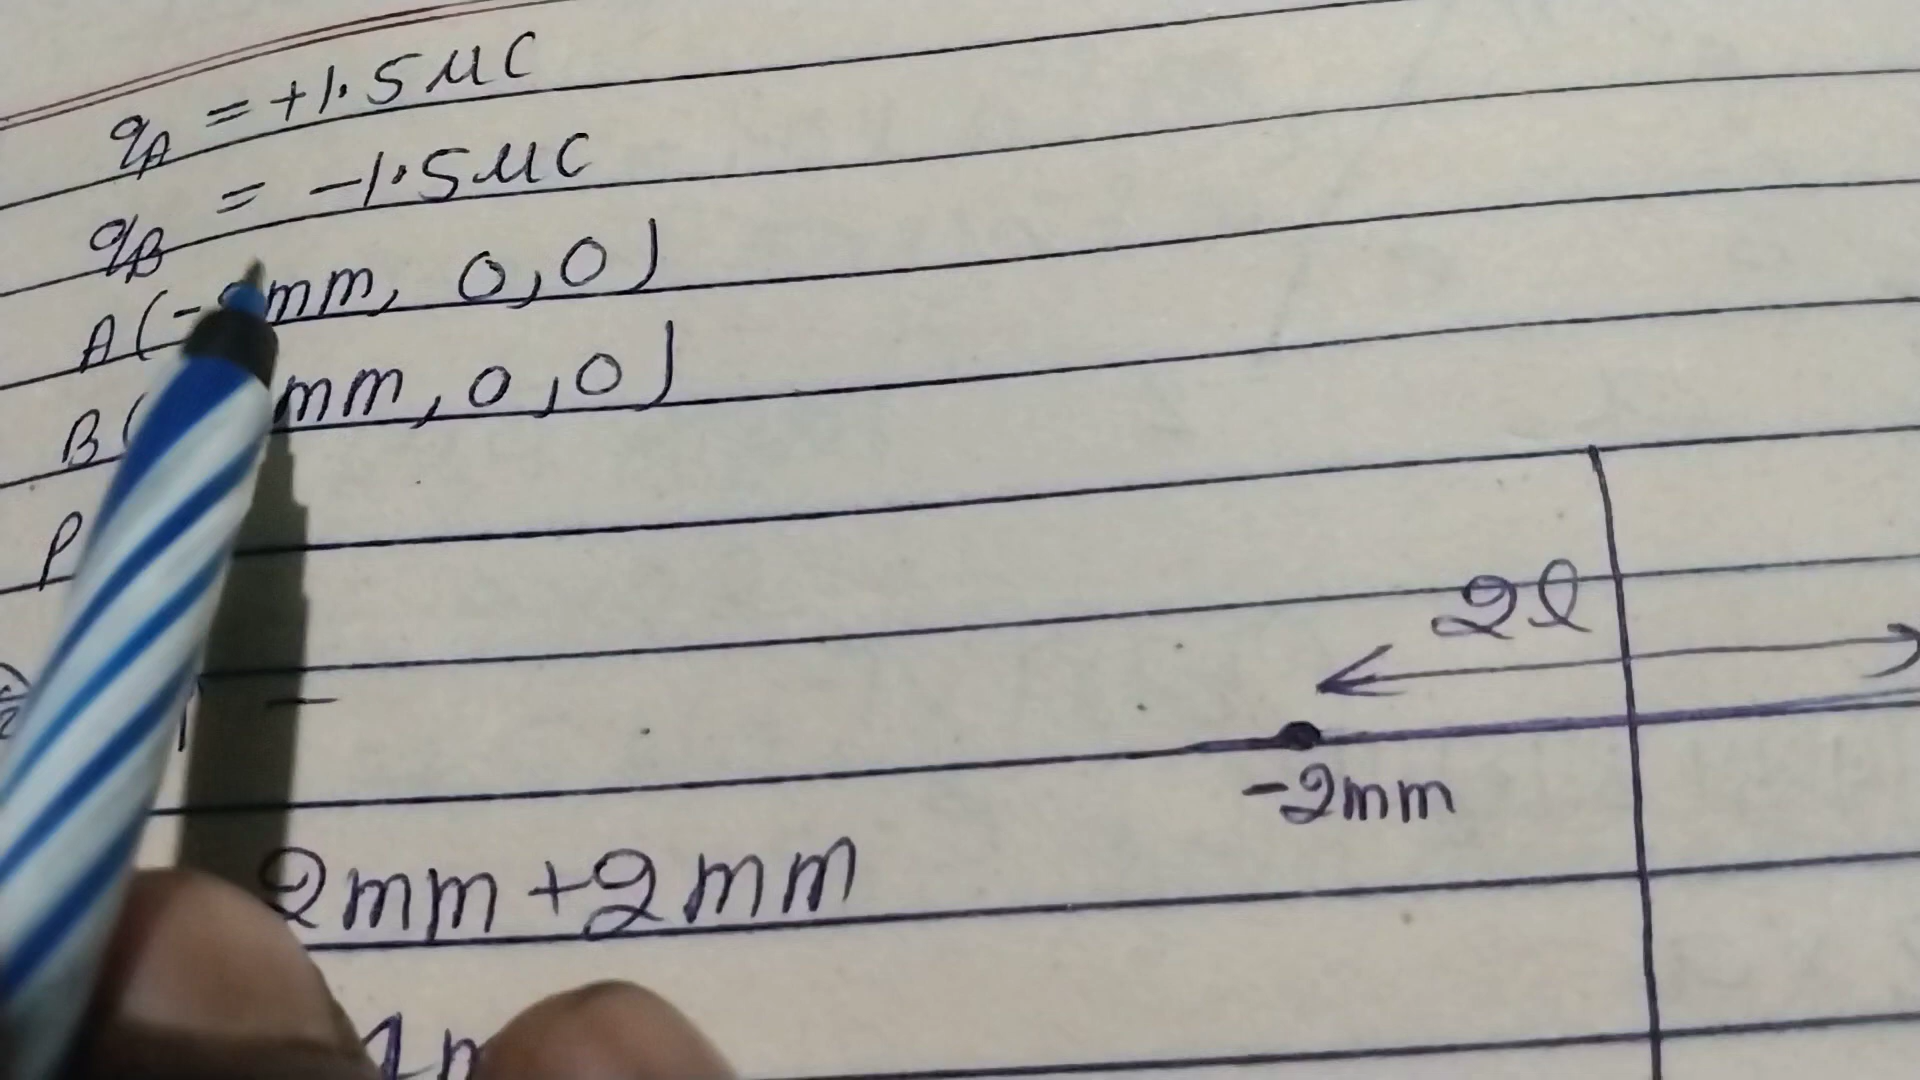 qA = +1.5 μC
qB = -1.5 μC
A(- mm, 0,0)
B( mm, 0,0)
P
2l
-2mm
2mm+2mm